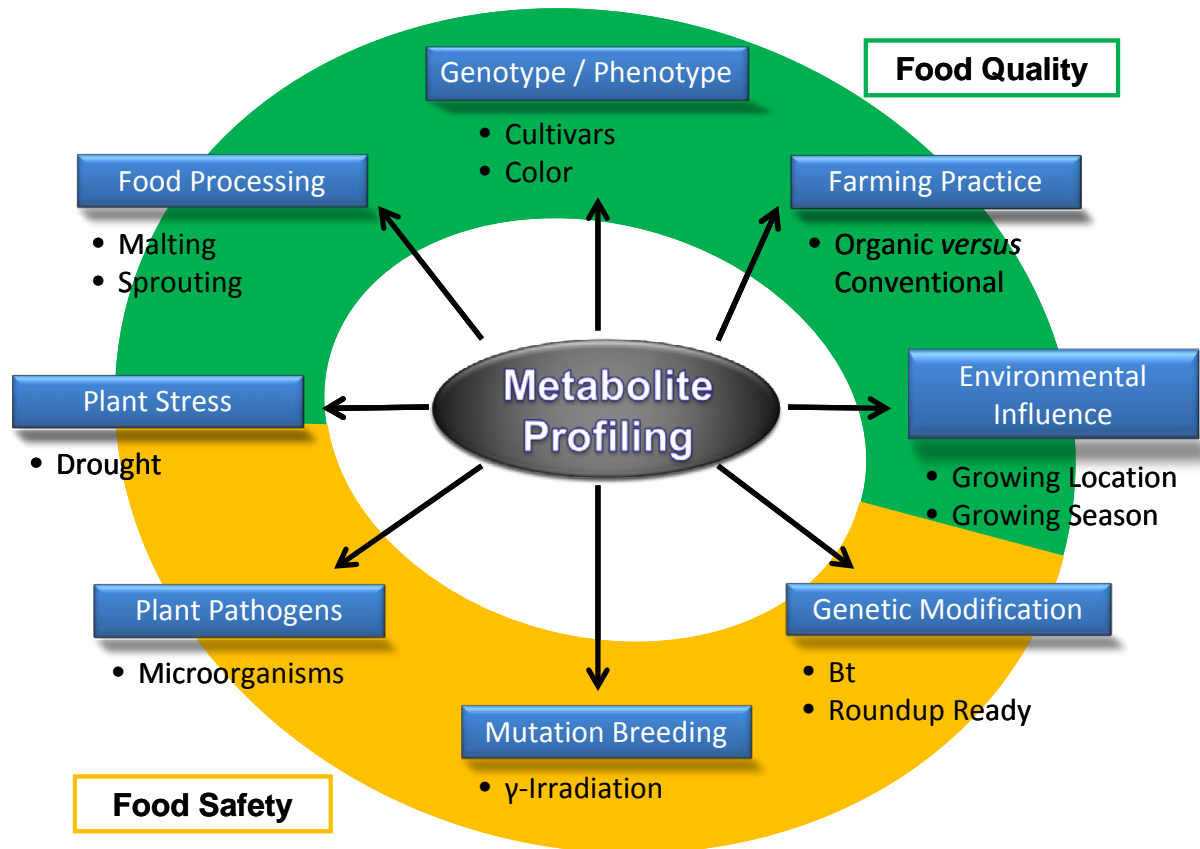 Genotype / Phenotype
• Cultivars
• Color
Food Quality
Food Processing
• Malting
• Sprouting
Farming Practice
• Organic versus
Conventional
Metabolite
Profiling
Plant Stress
• Drought
Environmental
Influence
• Growing Location
• Growing Season
Plant Pathogens
• Microorganisms
Genetic Modification
• Bt
• Roundup Ready
Mutation Breeding
• γ-Irradiation
Food Safety